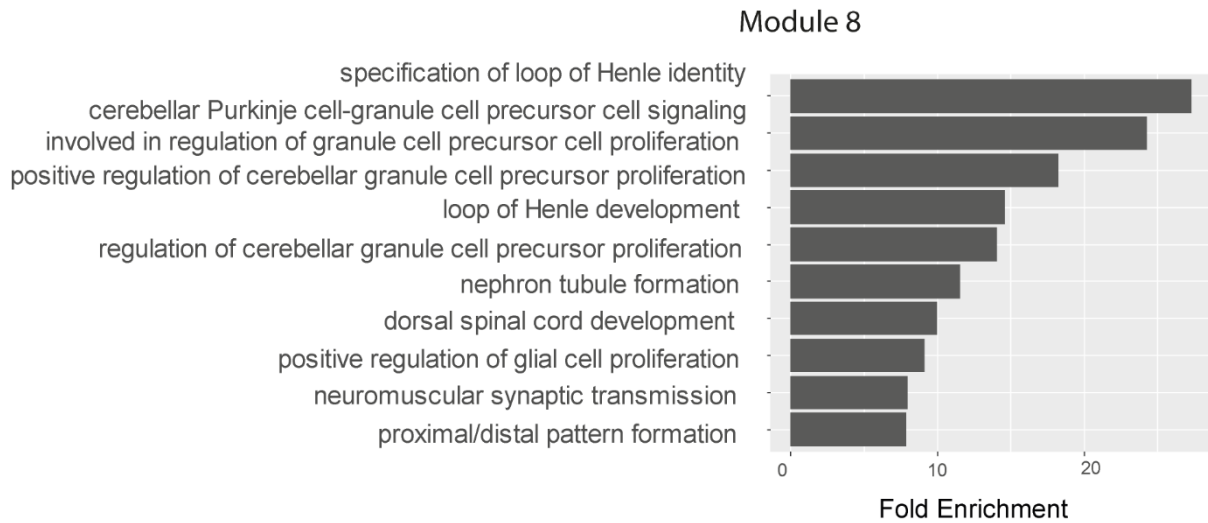 Module 8
specification of loop of Henle identity
cerebellar Purkinje cell-granule cell precursor cell signaling
involved in regulation of granule cell precursor cell proliferation
positive regulation of cerebellar granule cell precursor proliferation
loop of Henle development
regulation of cerebellar granule cell precursor proliferation
nephron tubule formation
dorsal spinal cord development
positive regulation of glial cell proliferation
neuromuscular synaptic transmission
proximal/distal pattern formation
0 10 20
Fold Enrichment